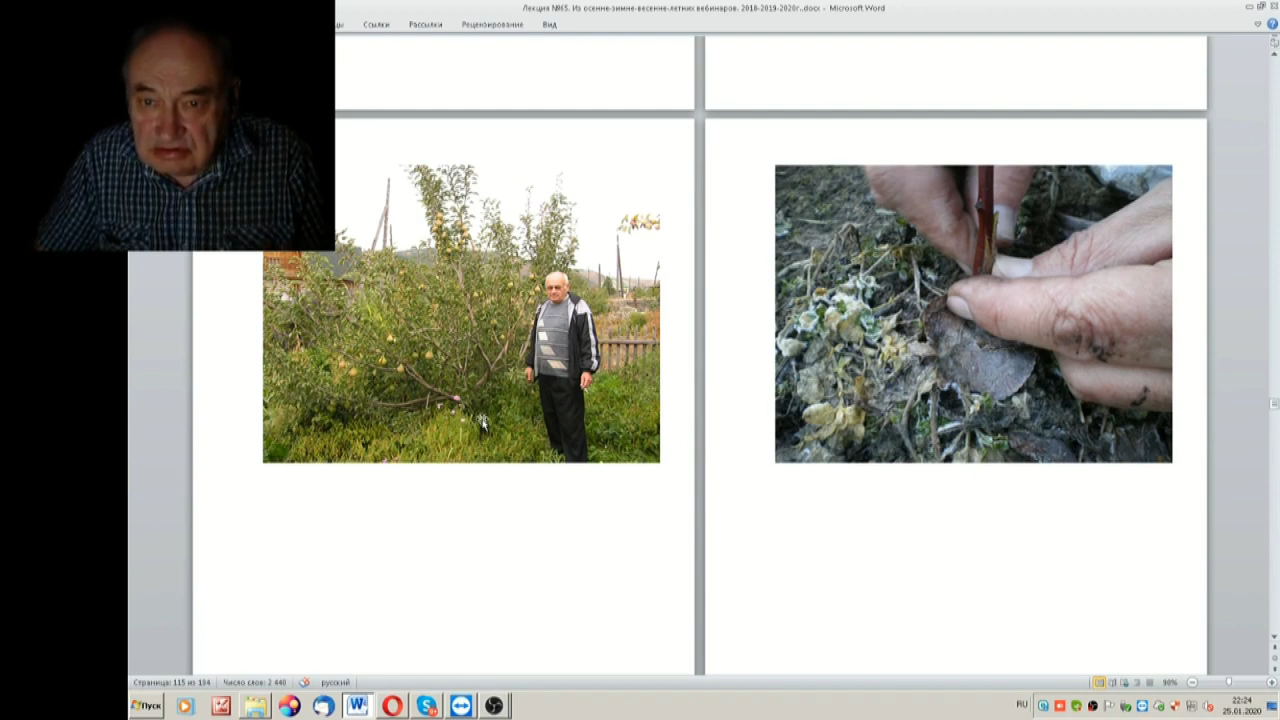 Лекция №65. Из осенне-зимне-весенне-летних вебинаров. 2018-2019-2020г..docx - Microsoft Word
Ссылки Рассылки Рецензирование Вид
Страница: 115 из 194 Число слов: 2 440 русский 90%
Пуск RU 22:24
25.01.2020